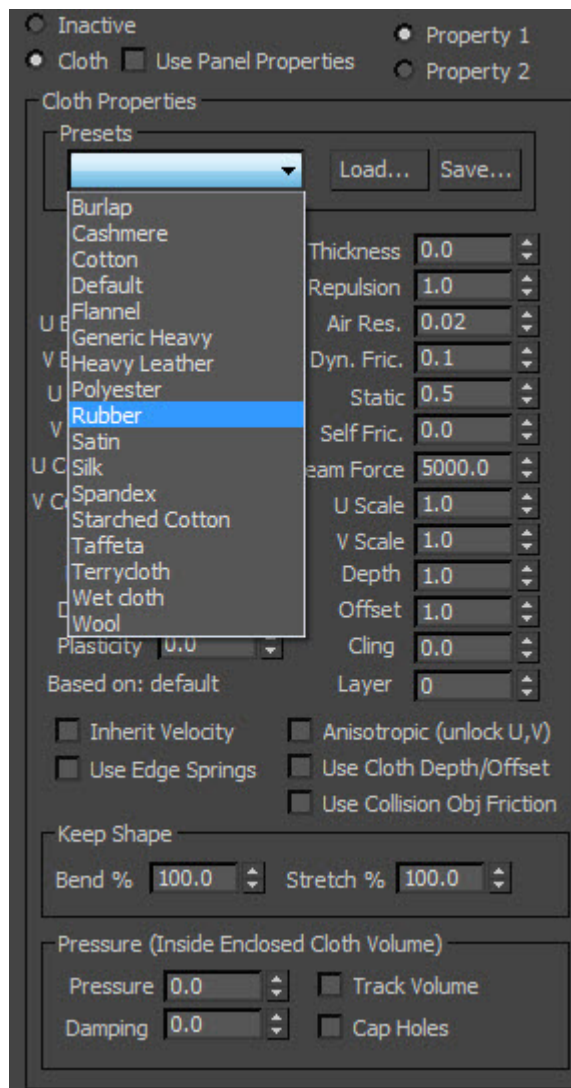 Inactive
Property 1
Cloth Use Panel Properties
Property 2
Cloth Properties
Presets
Load... Save...
Burlap
Cashmere
Cotton
Default
Flannel
Generic Heavy
Heavy Leather
Polyester
Rubber
Satin
Silk
Spandex
Starched Cotton
Taffeta
Terrycloth
Wet cloth
Wool
Thickness 0.0
Repulsion 1.0
U Air Res. 0.02
V Dyn. Fric. 0.1
U Static 0.5
V Self Fric. 0.0
U C eam Force 5000.0
V C U Scale 1.0
V Scale 1.0
Depth 1.0
Offset 1.0
Plasticity 0.0 Cling 0.0
Based on: default Layer 0
Inherit Velocity Anisotropic (unlock U,V)
Use Edge Springs Use Cloth Depth/Offset
Use Collision Obj Friction
Keep Shape
Bend % 100.0 Stretch % 100.0
Pressure (Inside Enclosed Cloth Volume)
Pressure 0.0 Track Volume
Damping 0.0 Cap Holes